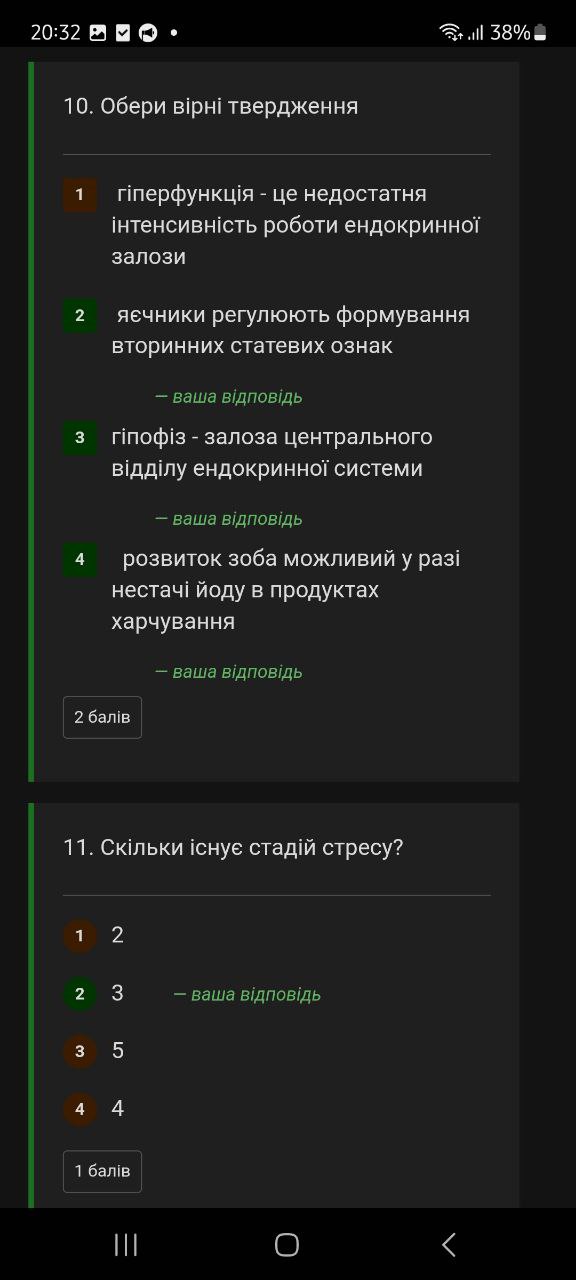 20:32 38%
10. Обери вірні твердження
1 гіперфункція - це недостатня
інтенсивність роботи ендокринної
залози
2 яєчники регулюють формування
вторинних статевих ознак
— ваша відповідь
3 гіпофіз - залоза центрального
відділу ендокринної системи
— ваша відповідь
4 розвиток зоба можливий у разі
нестачі йоду в продуктах
харчування
— ваша відповідь
2 балів
11. Скільки існує стадій стресу?
1 2
2 3 — ваша відповідь
3 5
4 4
1 балів